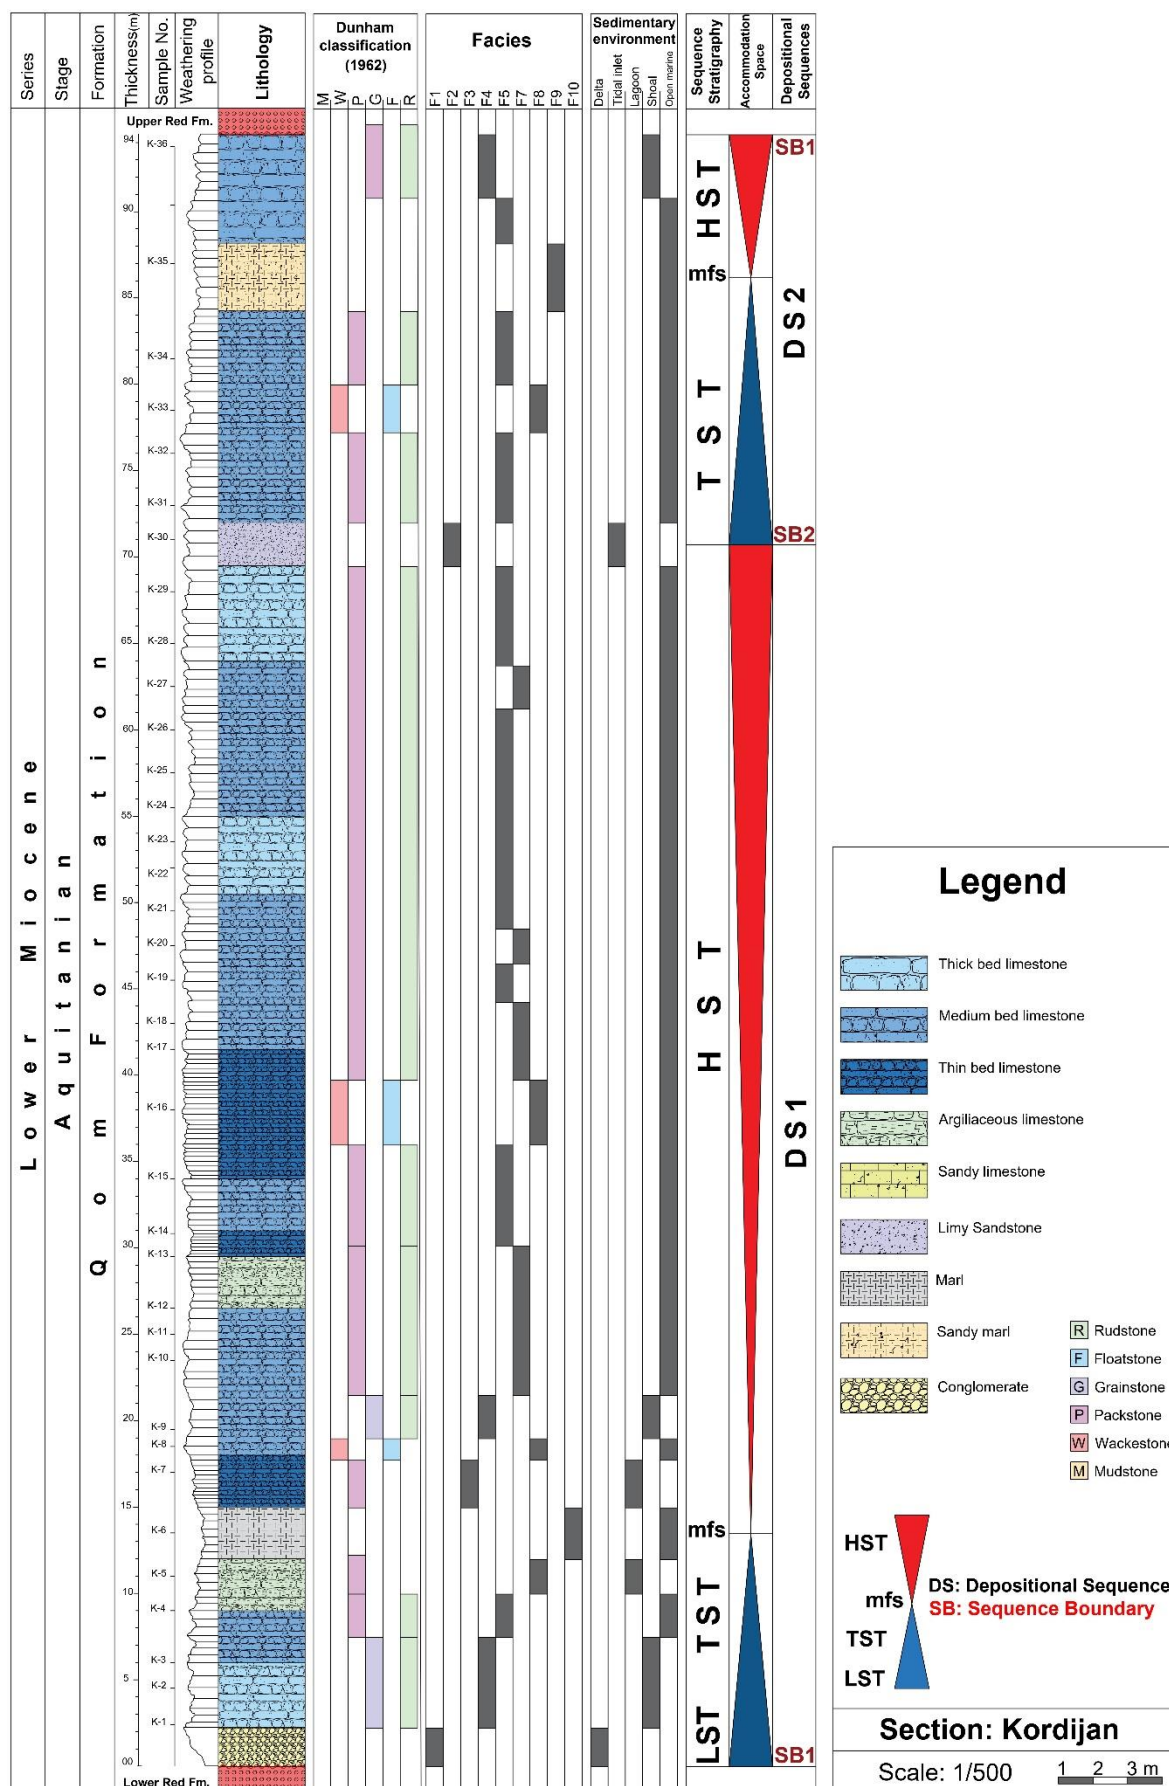 Series
Stage
Formation
Thickness(m)
Sample No.
Weathering profile
Lithology
Dunham
classification
(1962)
M
W
P
G
F
R
Facies
F1
F2
F3
F4
F5
F7
F8
F9
F10
Sedimentary
environment
Delta
Tidal inlet
Lagoon
Shoal
Open marine
Sequence
Stratigraphy
Accommodation
Space
Depositional
Sequences
Upper Red Fm.
94
K-36
SB1
HST
90
K-35
mfs
85
DS2
K-34
80
K-33
TST
K-32
75
K-31
SB2
K-30
70
K-29
K-28
65
K-27
60
K-26
K-25
K-24
55
K-23
K-22
50
K-21
K-20
K-19
45
K-18
K-17
40
K-16
35
K-15
K-14
30
K-13
K-12
25
K-11
K-10
20
K-9
K-8
K-7
15
K-6
mfs
K-5
10
K-4
K-3
5
K-2
K-1
00
Lower Red Fm.
Lower Miocene
Aquitanian
Qom Formation
HST
DS1
TST
LST
SB1
Legend
Thick bed limestone
Medium bed limestone
Thin bed limestone
Argiliaceous limestone
Sandy limestone
Limy Sandstone
Marl
Sandy marl
Conglomerate
R Rudstone
F Floatstone
G Grainstone
P Packstone
W Wackestone
M Mudstone
HST
mfs
TST
LST
DS: Depositional Sequence
SB: Sequence Boundary
Section: Kordijan
Scale: 1/500
1 2 3 m